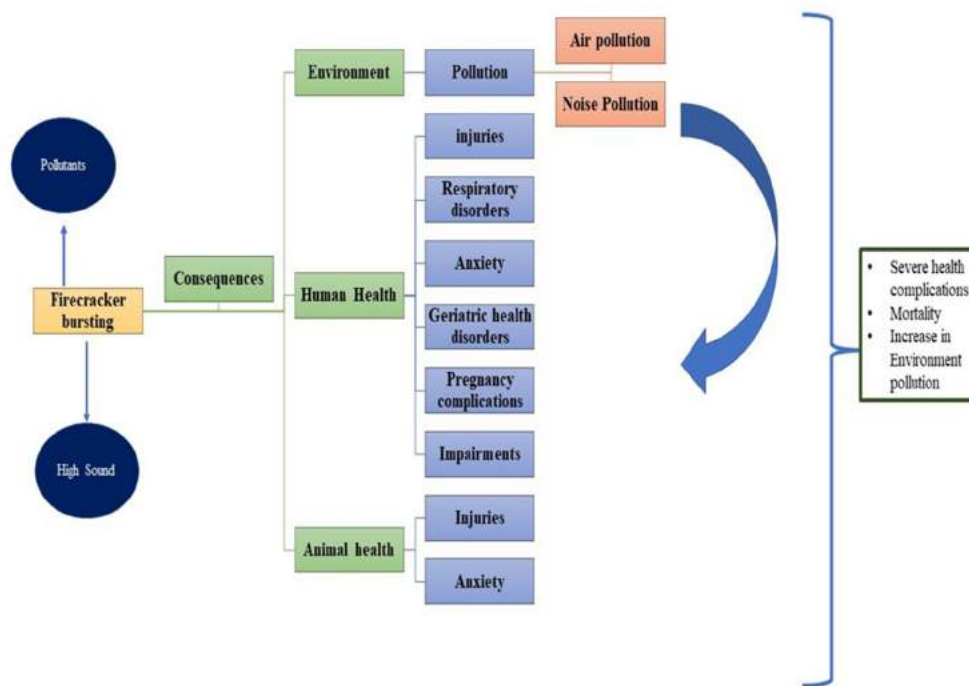 Pollutants
Firecracker
bursting
High Sound
Consequences
Environment
Pollution
Air pollution
Noise Pollution
Human Health
injuries
Respiratory
disorders
Anxiety
Geriatric health
disorders
Pregnancy
complications
Impairments
Animal health
Injuries
Anxiety
• Severe health
complications
• Mortality
• Increase in
Environment
pollution